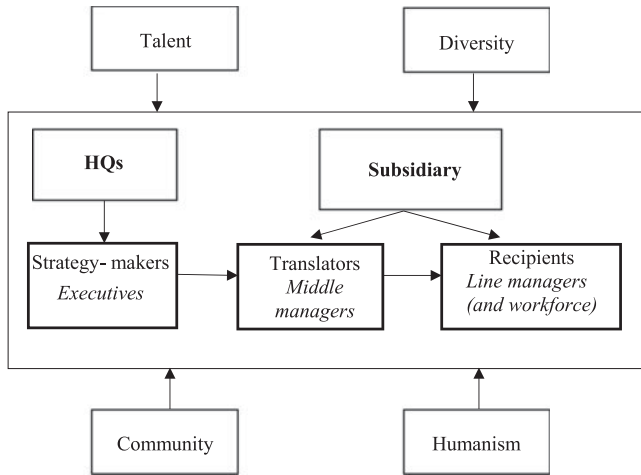 Talent
Diversity
HQs
Subsidiary
Strategy- makers
Executives
Translators
Middle
managers
Recipients
Line managers
(and workforce)
Community
Humanism